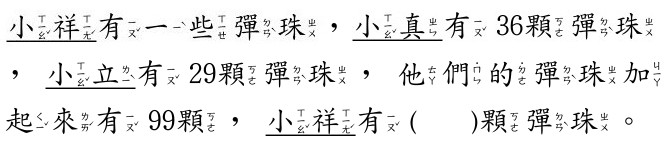 小祥有一一些彈珠，小真有 36顆彈珠
， 小立有 29顆彈珠， 他們的彈珠加
起來有 99顆， 小祥有 (　　)顆彈珠。